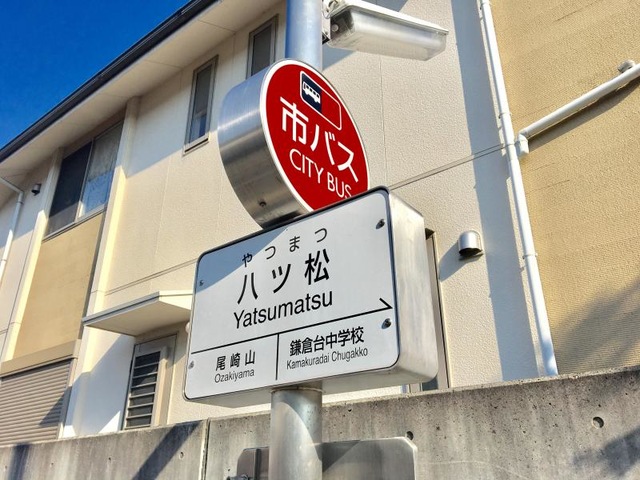 市バス
CITY BUS
やつまつ
八ツ松
Yatsumatsu
尾崎山
Ozakiyama
鎌倉台中学校
Kamakuradai Chugakko